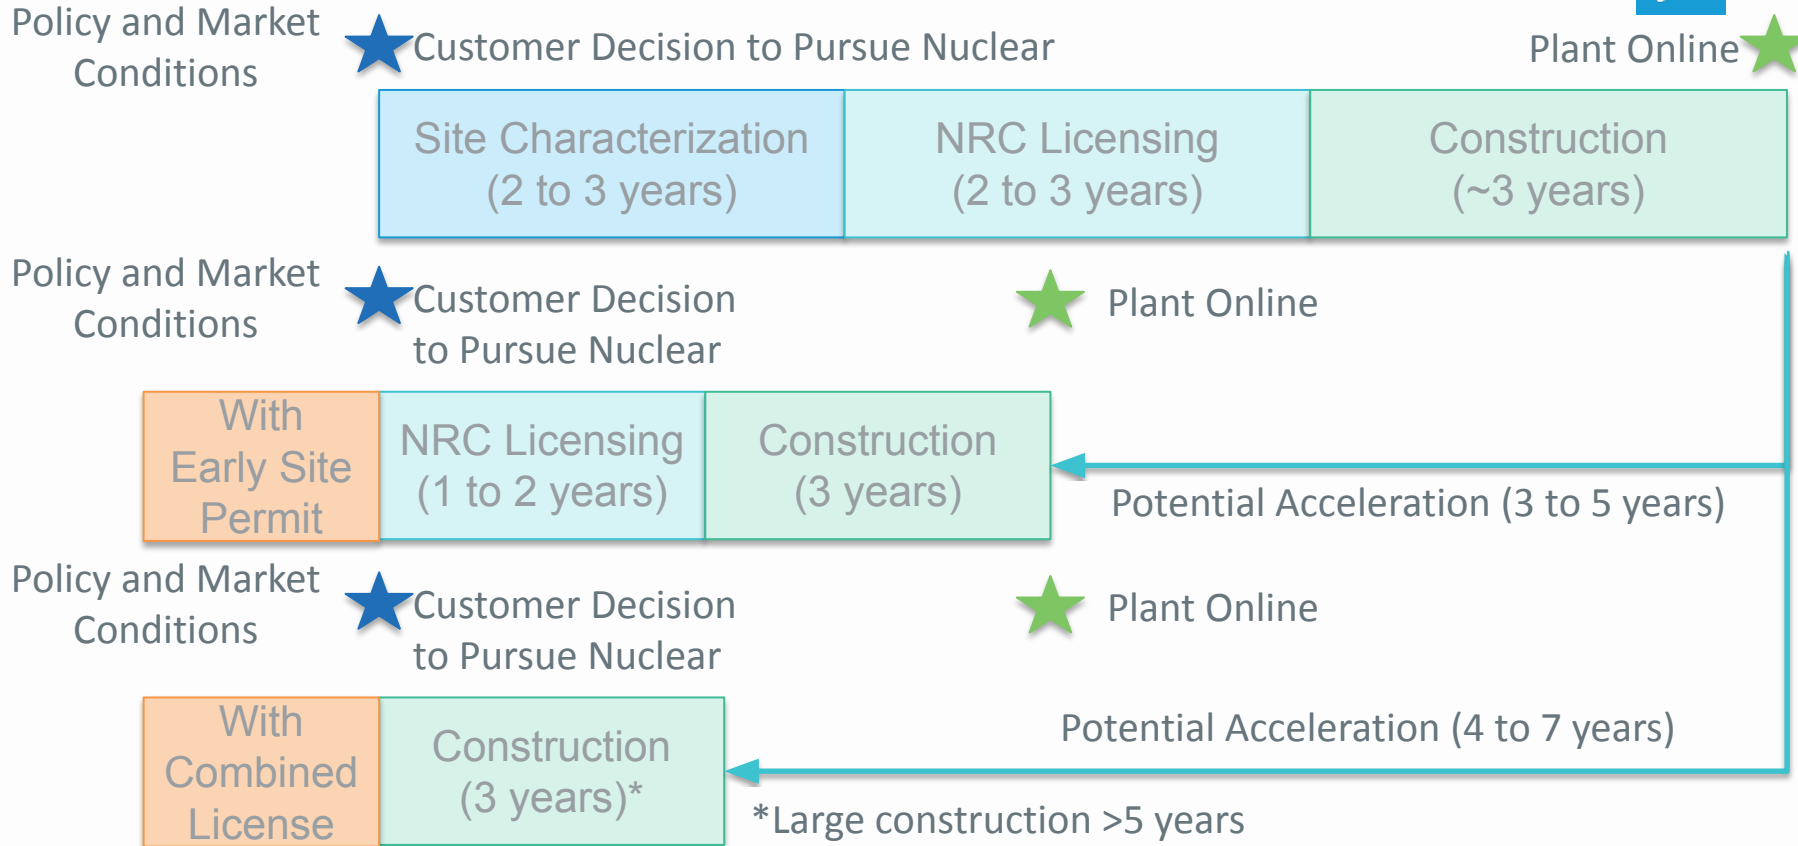 Policy and Market
Conditions
Customer Decision to Pursue Nuclear
Plant Online
Site Characterization
(2 to 3 years)
NRC Licensing
(2 to 3 years)
Construction
(~3 years)
Policy and Market
Conditions
Customer Decision
to Pursue Nuclear
Plant Online
With
Early Site
Permit
NRC Licensing
(1 to 2 years)
Construction
(3 years)
Potential Acceleration (3 to 5 years)
Policy and Market
Conditions
Customer Decision
to Pursue Nuclear
Plant Online
With
Combined
License
Construction
(3 years)*
Potential Acceleration (4 to 7 years)
*Large construction >5 years